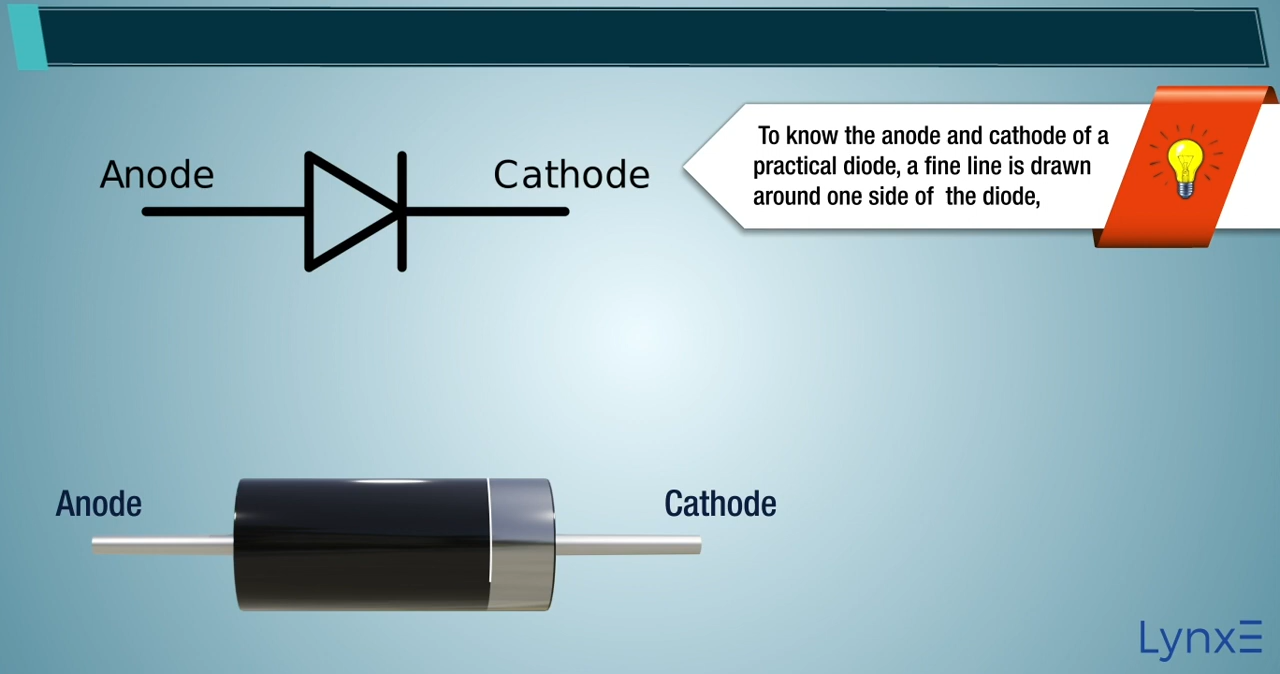 Anode
Cathode
To know the anode and cathode of a
practical diode, a fine line is drawn
around one side of the diode,
Anode
Cathode
LynxE